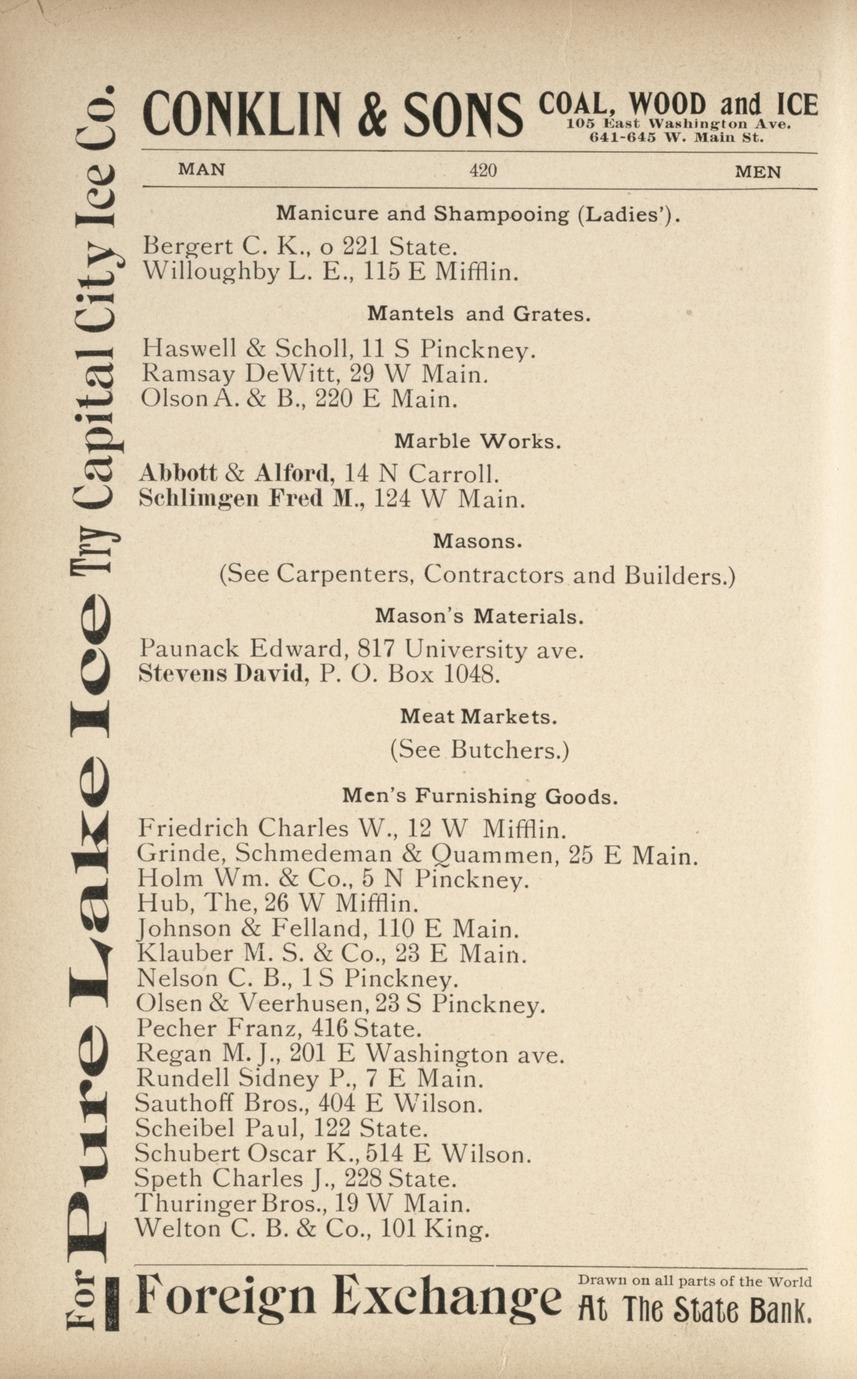 CONKLIN & SONS COAL, WOOD and ICE
105 East Washington Ave.
641-645 W. Main St.
MAN 420 MEN
Manicure and Shampooing (Ladies').
Bergert C. K., o 221 State.
Willoughby L. E., 115 E Mifflin.
Mantels and Grates.
Haswell & Scholl, 11 S Pinckney.
Ramsay DeWitt, 29 W Main.
Olson A. & B., 220 E Main.
Marble Works.
Abbott & Alford, 14 N Carroll.
Schlimgen Fred M., 124 W Main.
Masons.
(See Carpenters, Contractors and Builders.)
Mason's Materials.
Paunack Edward, 817 University ave.
Stevens David, P. O. Box 1048.
Meat Markets.
(See Butchers.)
Men's Furnishing Goods.
Friedrich Charles W., 12 W Mifflin.
Grinde, Schmedeman & Quammen, 25 E Main.
Holm Wm. & Co., 5 N Pinckney.
Hub, The, 26 W Mifflin.
Johnson & Felland, 110 E Main.
Klauber M. S. & Co., 23 E Main.
Nelson C. B., 1 S Pinckney.
Olsen & Veerhusen, 23 S Pinckney.
Pecher Franz, 416 State.
Regan M. J., 201 E Washington ave.
Rundell Sidney P., 7 E Main.
Sauthoff Bros., 404 E Wilson.
Scheibel Paul, 122 State.
Schubert Oscar K., 514 E Wilson.
Speth Charles J., 228 State.
Thuringer Bros., 19 W Main.
Welton C. B. & Co., 101 King.
Foreign Exchange Drawn on all parts of the World
At The State Bank.
For Pure Lake Ice Try Capital City Ice Co.